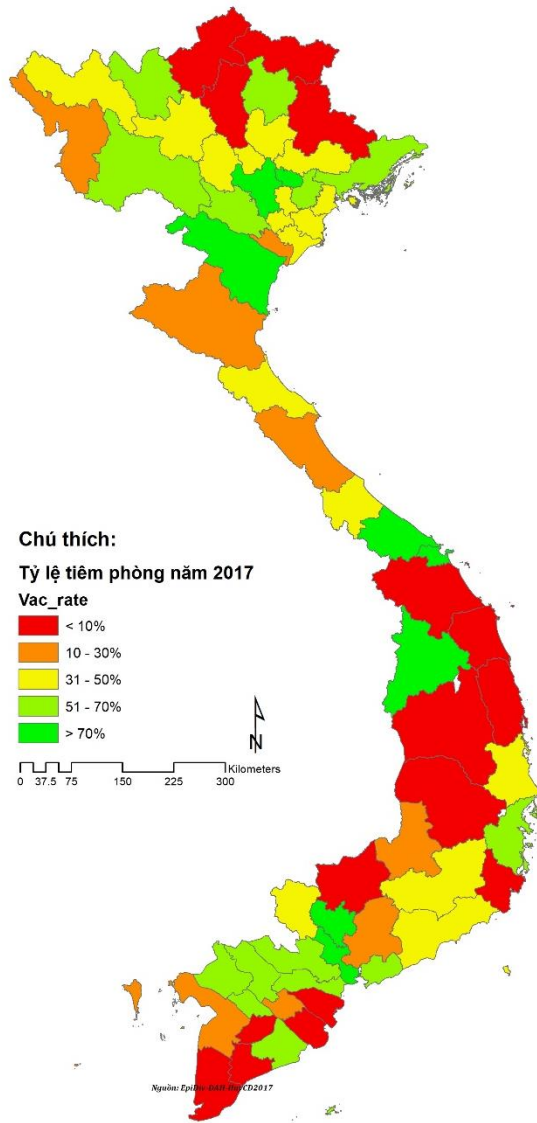 Chú thích:
Tỷ lệ tiêm phòng năm 2017
Vac_rate
< 10%
10 - 30%
31 - 50%
51 - 70%
> 70%
N
Kilometers
0 37.5 75 150 225 300
Nguồn: